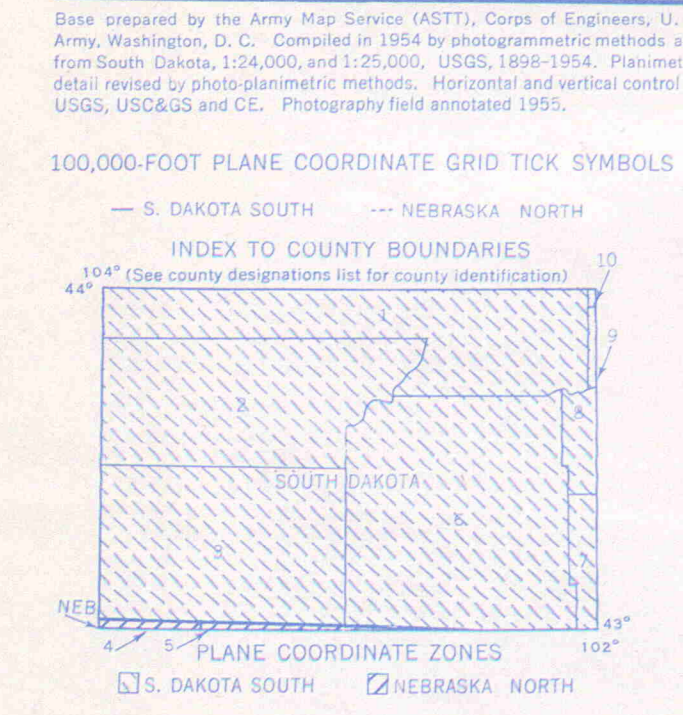 Base prepared by the Army Map Service (ASTT), Corps of Engineers, U.
Army, Washington, D. C. Compiled in 1954 by photogrammetric methods a
from South Dakota, 1:24,000, and 1:25,000, USGS, 1898-1954. Planimet
detail revised by photo-planimetric methods. Horizontal and vertical control
USGS, USC&GS and CE. Photography field annotated 1955.
100,000-FOOT PLANE COORDINATE GRID TICK SYMBOLS
— S. DAKOTA SOUTH --- NEBRASKA NORTH
INDEX TO COUNTY BOUNDARIES
10
104° (See county designations list for county identification)
44°
1
9
2
8
SOUTH DAKOTA
6
3
7
NEB
43°
4 5
102°
PLANE COORDINATE ZONES
S. DAKOTA SOUTH NEBRASKA NORTH